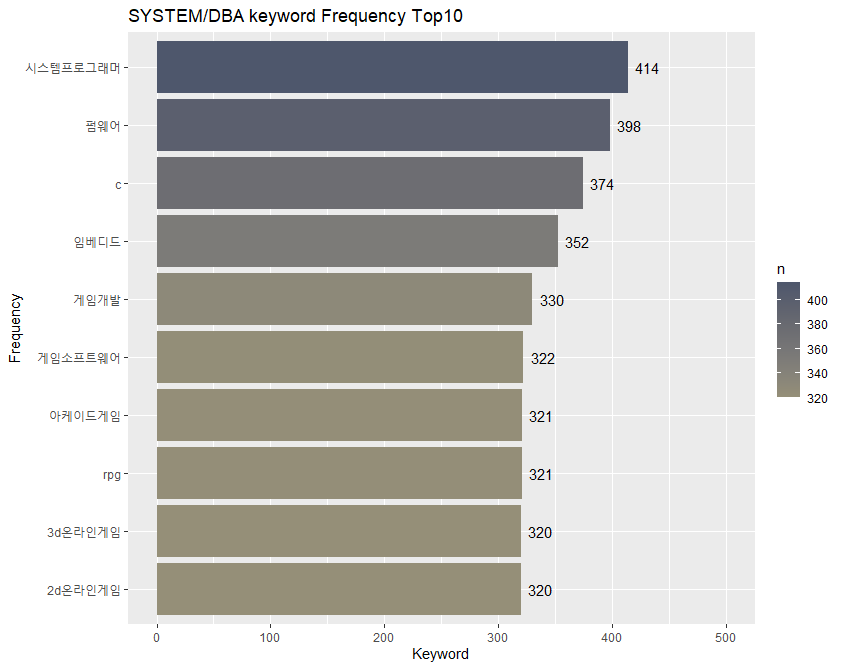 SYSTEM/DBA keyword Frequency Top10
시스템프로그래머 414
펌웨어 398
c 374
임베디드 352
게임개발 330
게임소프트웨어 322
아케이드게임 321
rpg 321
3d온라인게임 320
2d온라인게임 320
0 100 200 300 400 500
Keyword
Frequency
n
400
380
360
340
320